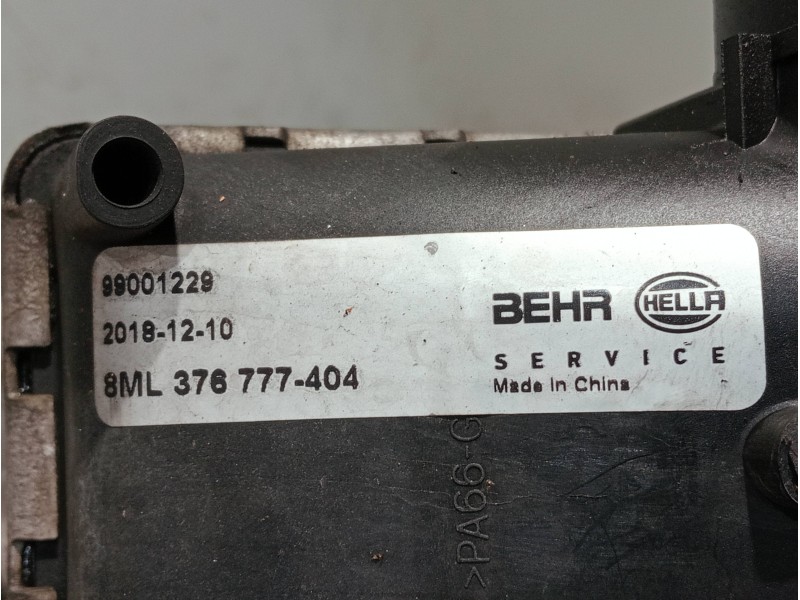 99001229
2018-12-10
8ML 376 777-404
BEHR HELLA
SERVICE
Made in China
>PA66-G